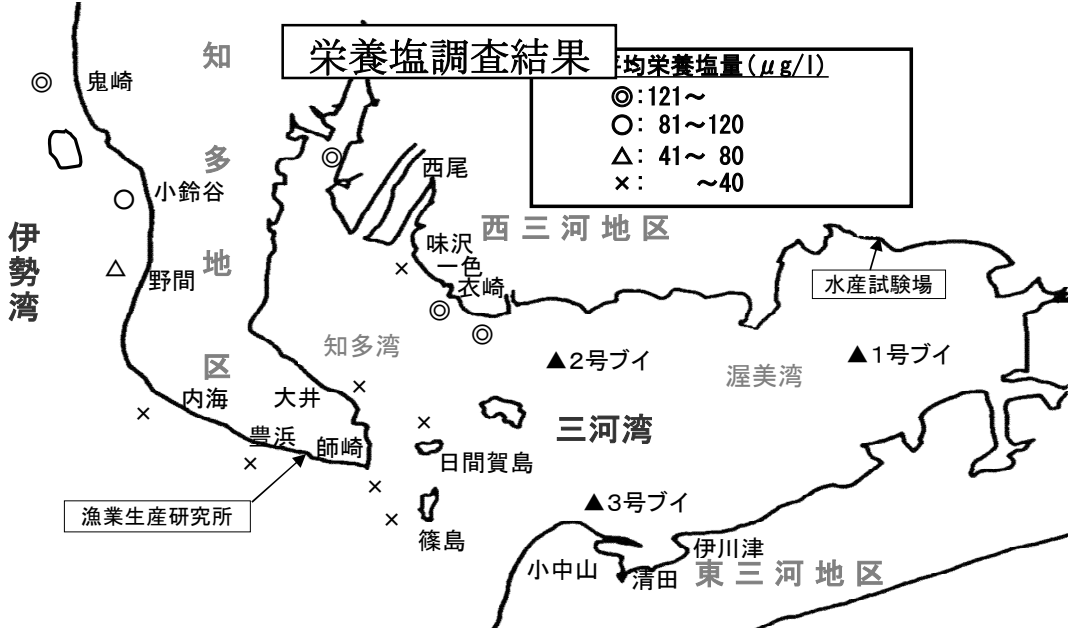 栄養塩調査結果
均栄養塩量(μg/l)
◎:121～
○: 81～120
△: 41～ 80
×: ～40
知多地区
鬼崎
小鈴谷
野間
内海
豊浜
師崎
大井
伊勢湾
西尾
味沢
一色
衣崎
西三河地区
水産試験場
知多湾
▲2号ブイ
▲1号ブイ
渥美湾
三河湾
日間賀島
篠島
▲3号ブイ
漁業生産研究所
小中山
清田
伊川津
東三河地区